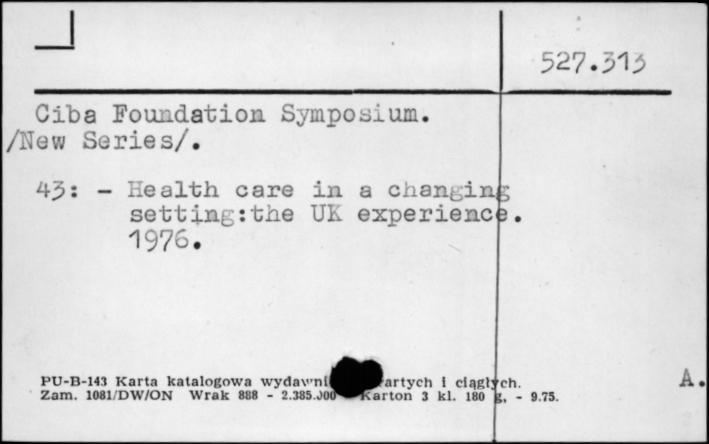 527.313
Ciba Foundation Symposium.
/New Series/.
43: - Health care in a changing
setting:the UK experience.
1976.
PU-B-143 Karta katalogowa wydawni artych i ciągłych.
Zam. 1081/DW/ON Wrak 888 - 2.385.000 Karton 3 kl. 180 g, - 9.75.
A.